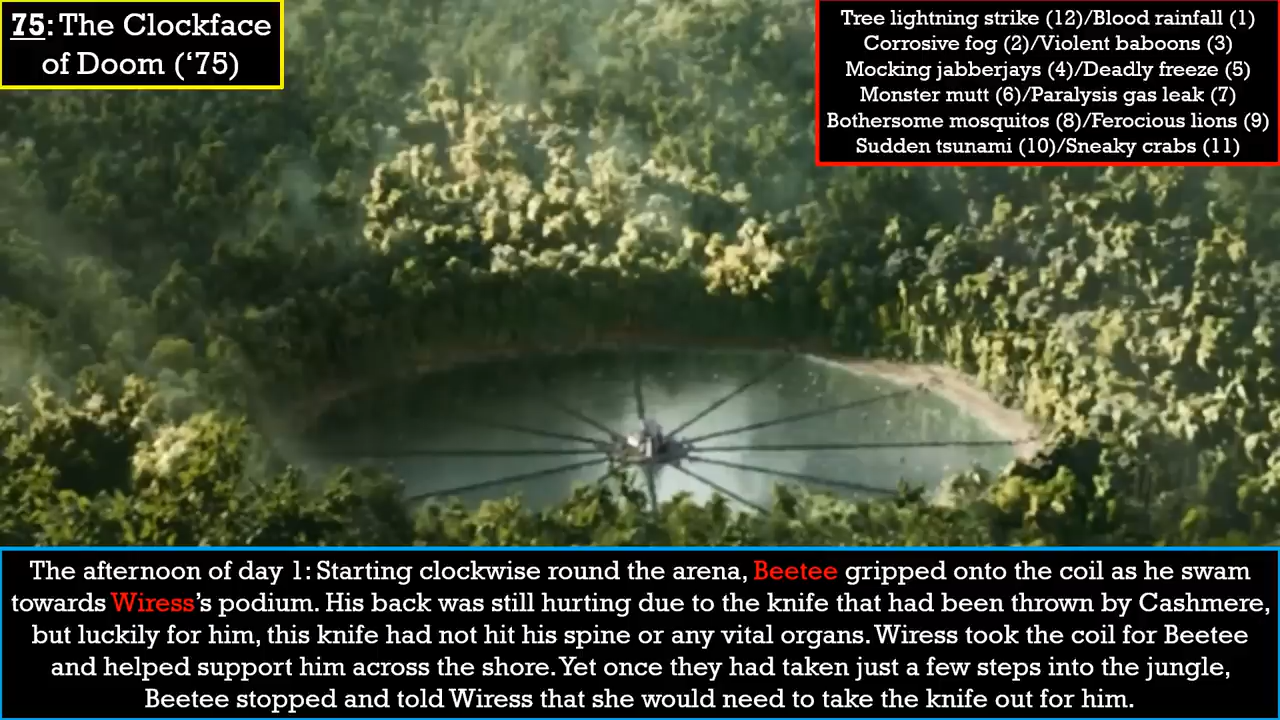 75: The Clockface
of Doom (‘75)
Tree lightning strike (12)/Blood rainfall (1)
Corrosive fog (2)/Violent baboons (3)
Mocking jabberjays (4)/Deadly freeze (5)
Monster mutt (6)/Paralysis gas leak (7)
Bothersome mosquitos (8)/Ferocious lions (9)
Sudden tsunami (10)/Sneaky crabs (11)
The afternoon of day 1: Starting clockwise round the arena, Beetee gripped onto the coil as he swam
towards Wiress’s podium. His back was still hurting due to the knife that had been thrown by Cashmere,
but luckily for him, this knife had not hit his spine or any vital organs. Wiress took the coil for Beetee
and helped support him across the shore. Yet once they had taken just a few steps into the jungle,
Beetee stopped and told Wiress that she would need to take the knife out for him.